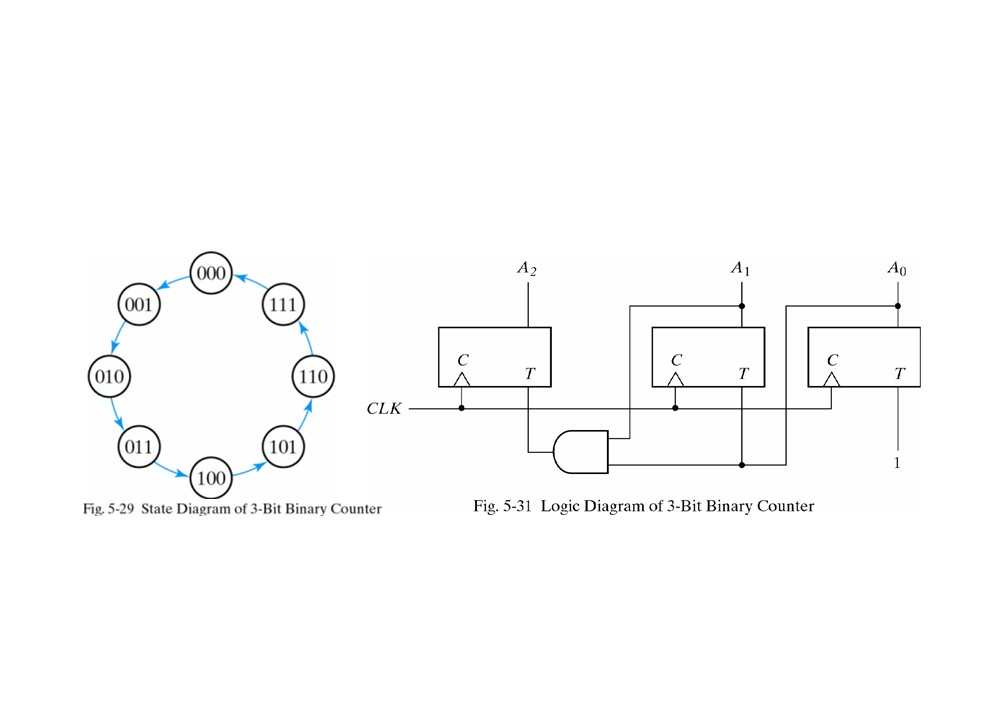 000
001
111
010
110
011
101
100
Fig. 5-29 State Diagram of 3-Bit Binary Counter
A2
A1
A0
C
T
C
T
C
T
CLK
1
Fig. 5-31 Logic Diagram of 3-Bit Binary Counter